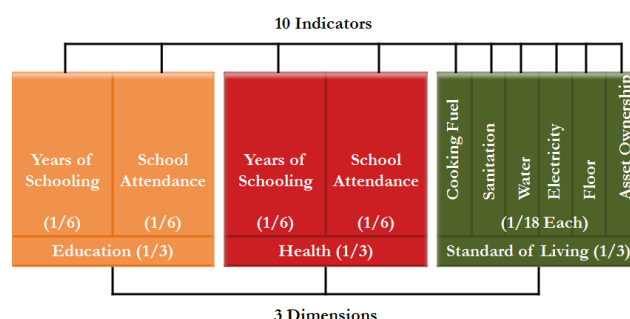 10 Indicators
Years of
Schooling
(1/6)
School
Attendance
(1/6)
Education (1/3)
Years of
Schooling
(1/6)
School
Attendance
(1/6)
Health (1/3)
Cooking Fuel
Sanitation
Water
Electricity
Floor
Asset Ownership
(1/18 Each)
Standard of Living (1/3)
3 Dimensions